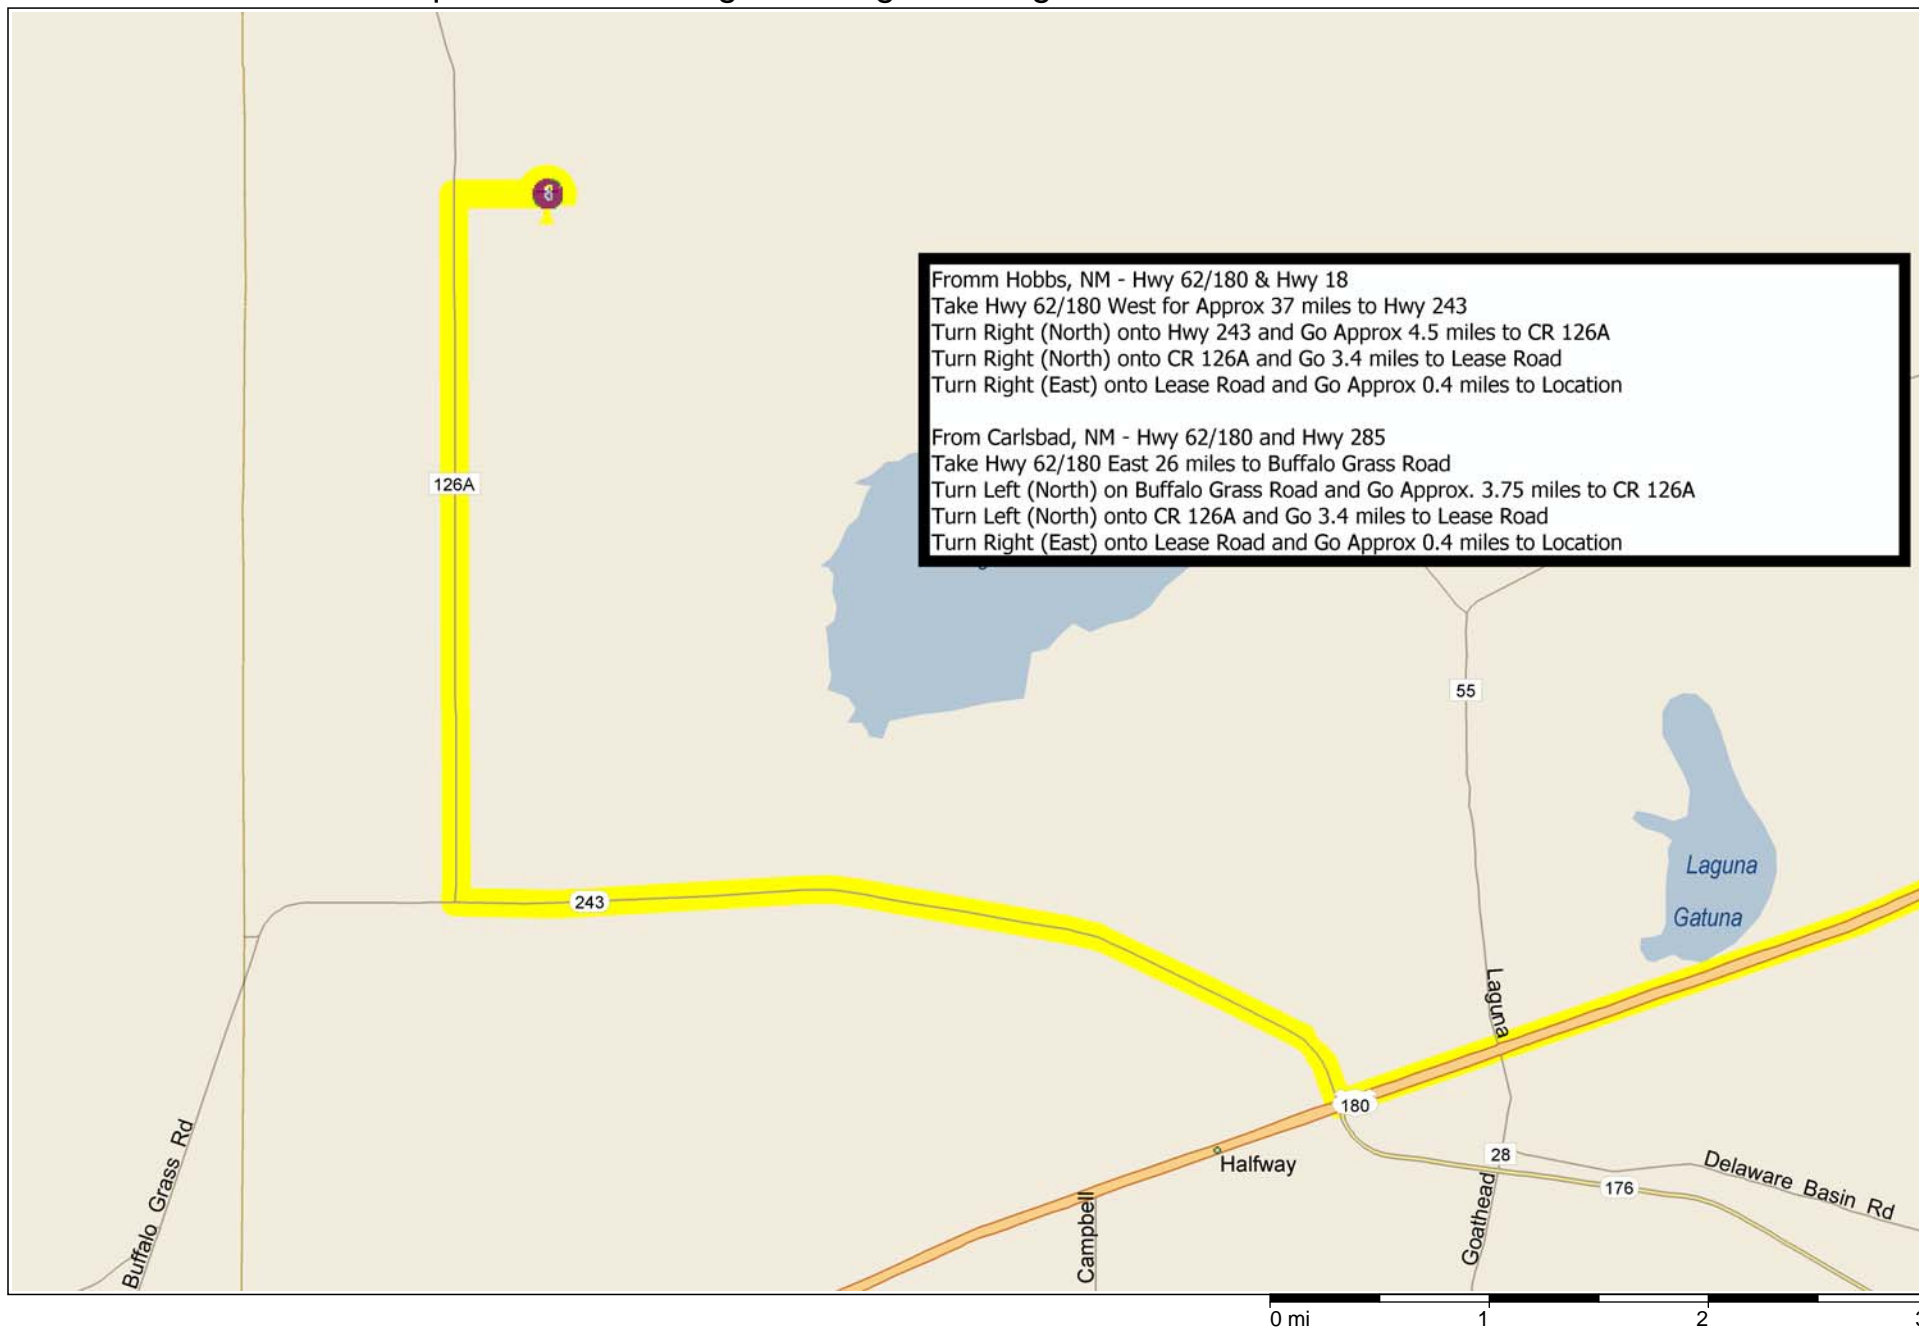 Fromm Hobbs, NM - Hwy 62/180 & Hwy 18
Take Hwy 62/180 West for Approx 37 miles to Hwy 243
Turn Right (North) onto Hwy 243 and Go Approx 4.5 miles to CR 126A
Turn Right (North) onto CR 126A and Go 3.4 miles to Lease Road
Turn Right (East) onto Lease Road and Go Approx 0.4 miles to Location
From Carlsbad, NM - Hwy 62/180 and Hwy 285
Take Hwy 62/180 East 26 miles to Buffalo Grass Road
Turn Left (North) on Buffalo Grass Road and Go Approx. 3.75 miles to CR 126A
Turn Left (North) onto CR 126A and Go 3.4 miles to Lease Road
Turn Right (East) onto Lease Road and Go Approx 0.4 miles to Location
126A
55
Laguna
Gatuna
243
Laguna
180
Halfway
28
176
Delaware Basin Rd
Buffalo Grass Rd
Campbell
Goathead
0 mi 1 2 3